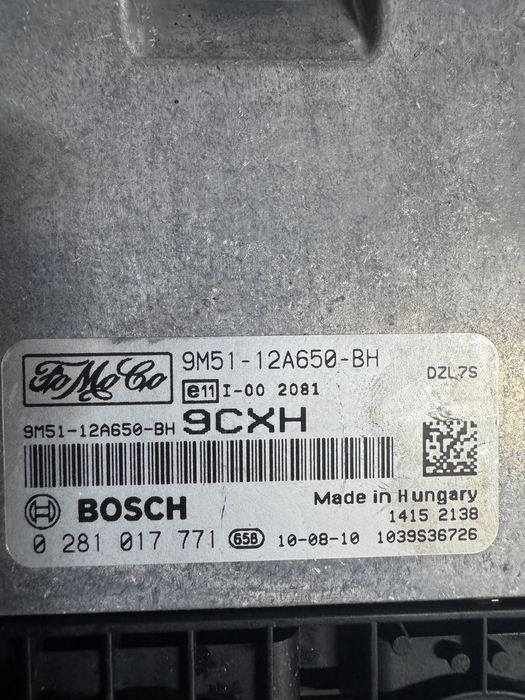 FoMoCo 9M51-12A650-BH DZL7S
e11 I-00 2081
9M51-12A650-BH 9CXH
BOSCH Made in Hungary
1415 2138
0 281 017 771 658 10-08-10 1039S36726